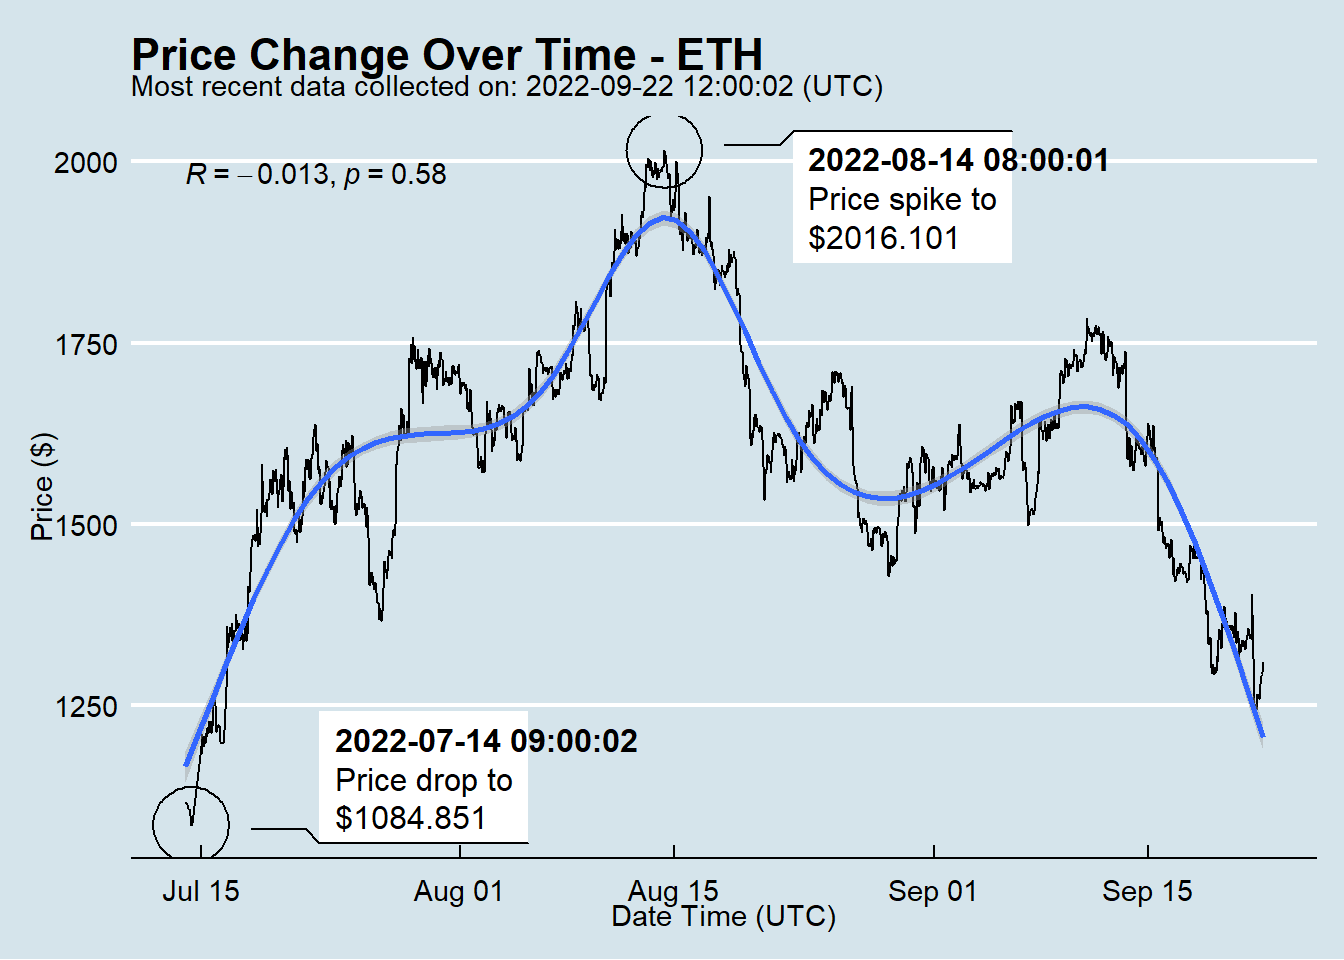 Price Change Over Time - ETH
Most recent data collected on: 2022-09-22 12:00:02 (UTC)
R = −0.013, p = 0.58
2022-08-14 08:00:01
Price spike to
$2016.101
2000
1750
1500
1250
Price ($)
2022-07-14 09:00:02
Price drop to
$1084.851
Jul 15
Aug 01
Aug 15
Sep 01
Sep 15
Date Time (UTC)